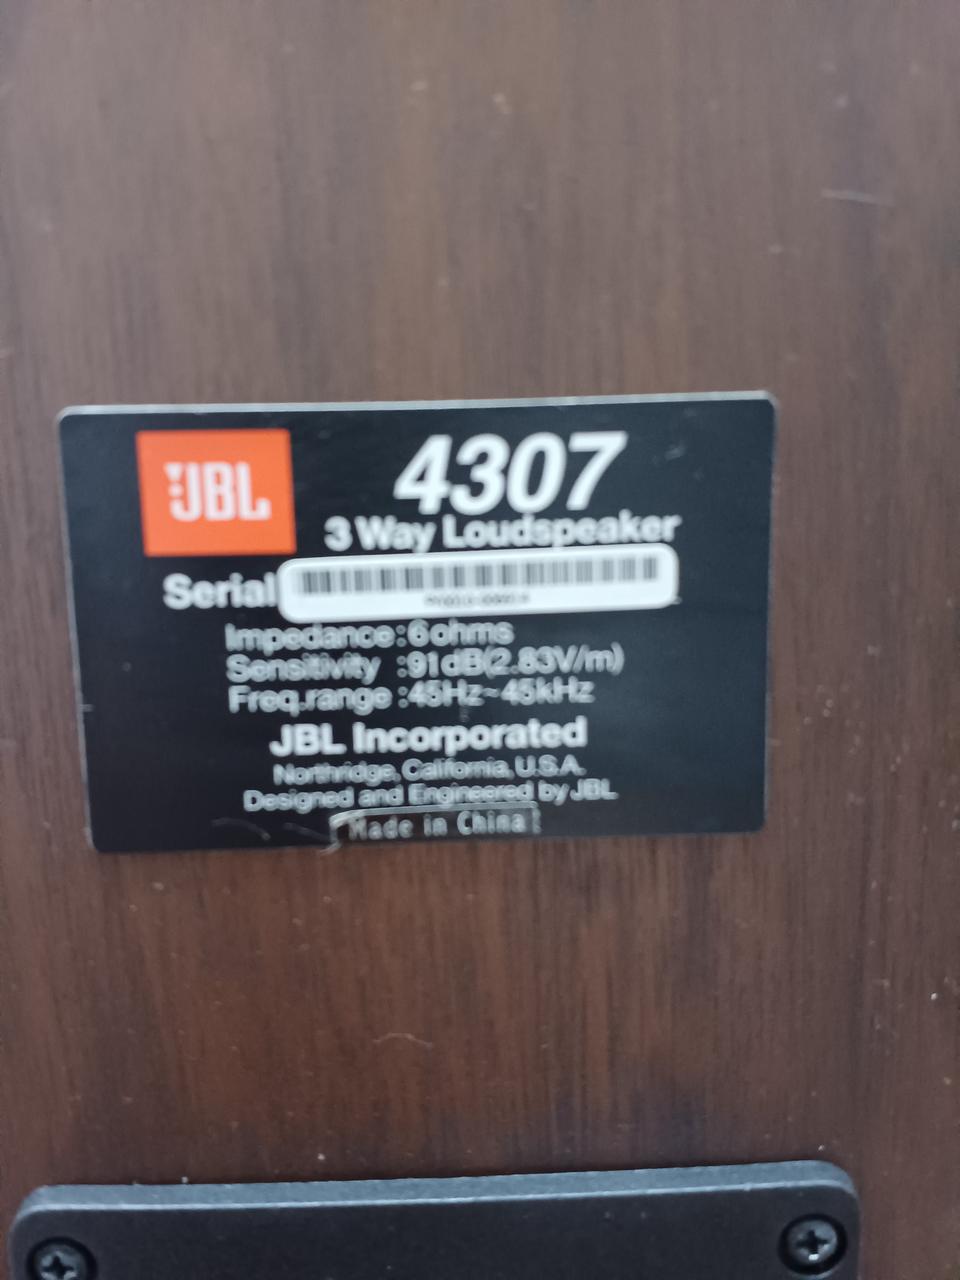 JBL
4307
3 Way Loudspeaker
Serial
Impedance:6ohms
Sensitivity :91dB(2.83V/m)
Freq.range :45Hz~45kHz
JBL Incorporated
Northridge, California, U.S.A.
Designed and Engineered by JBL
Made in China